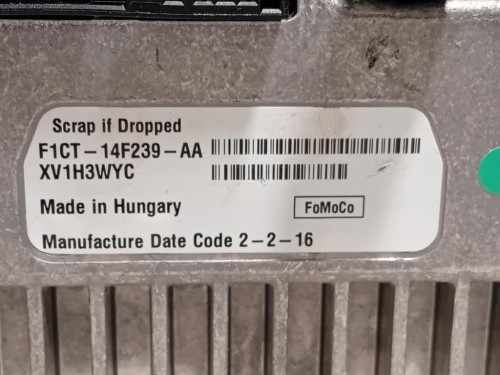 Scrap if Dropped
F1CT-14F239-AA
XV1H3WYC
Made in Hungary FoMoCo
Manufacture Date Code 2-2-16